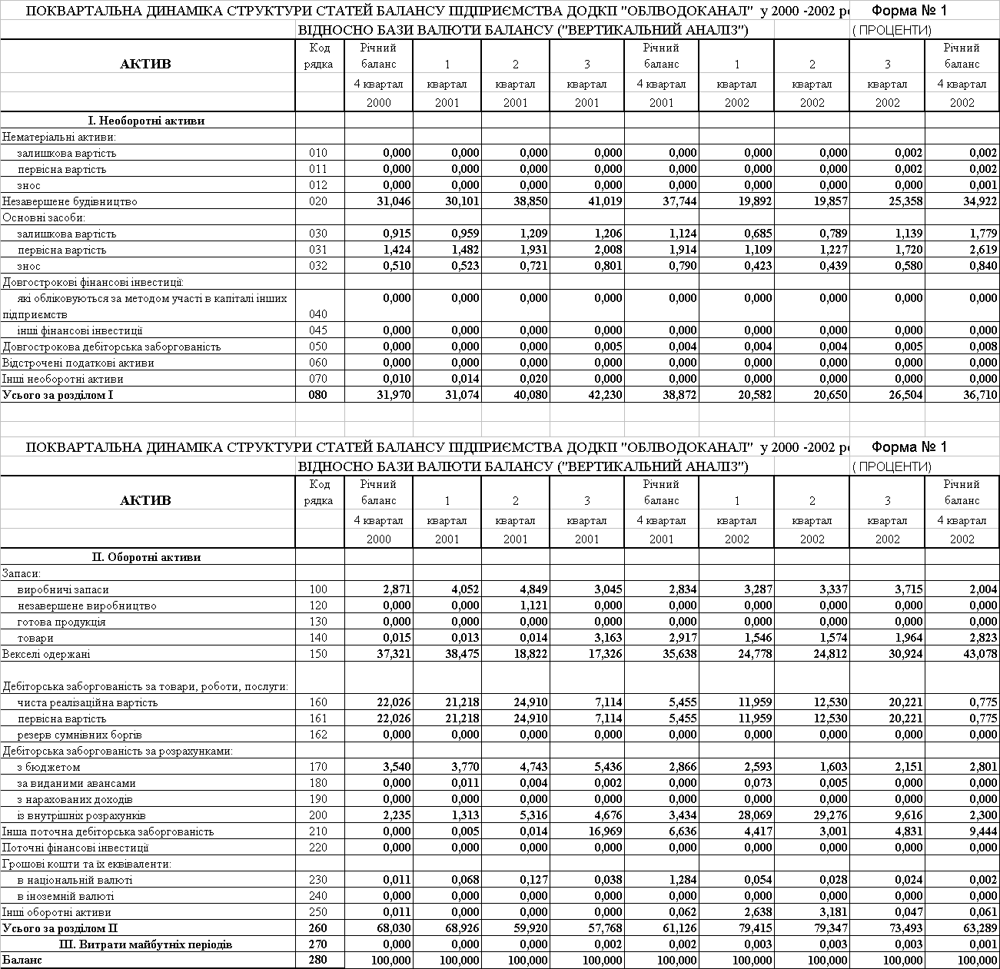 ПОКВАРТАЛЬНА ДИНАМІКА СТРУКТУРИ СТАТЕЙ БАЛАНСУ ПІДПРИЄМСТВА ДОДКП "ОБЛВОДОКАНАЛ" у 2000 -2002 рс Форма № 1
ВІДНОСНО БАЗИ ВАЛЮТИ БАЛАНСУ ("ВЕРТИКАЛЬНИЙ АНАЛІЗ") ( ПРОЦЕНТИ)
Код Річний Річний Річний
АКТИВ рядка баланс 1 2 3 баланс 1 2 3 баланс
4 квартал квартал квартал квартал 4 квартал квартал квартал квартал 4 квартал
2000 2001 2001 2001 2001 2002 2002 2002 2002
І. Необоротні активи
Нематеріальні активи:
залишкова вартість 010 0,000 0,000 0,000 0,000 0,000 0,000 0,000 0,002 0,002
первісна вартість 011 0,000 0,000 0,000 0,000 0,000 0,000 0,000 0,002 0,002
знос 012 0,000 0,000 0,000 0,000 0,000 0,000 0,000 0,000 0,001
Незавершене будівництво 020 31,046 30,101 38,850 41,019 37,744 19,892 19,857 25,358 34,922
Основні засоби:
залишкова вартість 030 0,915 0,959 1,209 1,206 1,124 0,685 0,789 1,139 1,779
первісна вартість 031 1,424 1,482 1,931 2,008 1,914 1,109 1,227 1,720 2,619
знос 032 0,510 0,523 0,721 0,801 0,790 0,423 0,439 0,580 0,840
Довгострокові фінансові інвестиції:
які обліковуються за методом участі в капіталі інших 0,000 0,000 0,000 0,000 0,000 0,000 0,000 0,000 0,000
підприємств 040
інші фінансові інвестиції 045 0,000 0,000 0,000 0,000 0,000 0,000 0,000 0,000 0,000
Довгострокова дебіторська заборгованість 050 0,000 0,000 0,000 0,005 0,004 0,004 0,004 0,005 0,008
Відстрочені податкові активи 060 0,000 0,000 0,000 0,000 0,000 0,000 0,000 0,000 0,000
Інші необоротні активи 070 0,010 0,014 0,020 0,000 0,000 0,000 0,000 0,000 0,000
Усього за розділом І 080 31,970 31,074 40,080 42,230 38,872 20,582 20,650 26,504 36,710
ПОКВАРТАЛЬНА ДИНАМІКА СТРУКТУРИ СТАТЕЙ БАЛАНСУ ПІДПРИЄМСТВА ДОДКП "ОБЛВОДОКАНАЛ" у 2000 -2002 рс Форма № 1
ВІДНОСНО БАЗИ ВАЛЮТИ БАЛАНСУ ("ВЕРТИКАЛЬНИЙ АНАЛІЗ") ( ПРОЦЕНТИ)
Код Річний Річний Річний
АКТИВ рядка баланс 1 2 3 баланс 1 2 3 баланс
4 квартал квартал квартал квартал 4 квартал квартал квартал квартал 4 квартал
2000 2001 2001 2001 2001 2002 2002 2002 2002
ІІ. Оборотні активи
Запаси:
виробничі запаси 100 2,871 4,052 4,849 3,045 2,834 3,287 3,337 3,715 2,004
незавершене виробництво 120 0,000 0,000 1,121 0,000 0,000 0,000 0,000 0,000 0,000
готова продукція 130 0,000 0,000 0,000 0,000 0,000 0,000 0,000 0,000 0,000
товари 140 0,015 0,013 0,014 3,163 2,917 1,546 1,574 1,964 2,823
Векселі одержані 150 37,321 38,475 18,822 17,326 35,638 24,778 24,812 30,924 43,078
Дебіторська заборгованість за товари, роботи, послуги:
чиста реалізаційна вартість 160 22,026 21,218 24,910 7,114 5,455 11,959 12,530 20,221 0,775
первісна вартість 161 22,026 21,218 24,910 7,114 5,455 11,959 12,530 20,221 0,775
резерв сумнівних боргів 162 0,000 0,000 0,000 0,000 0,000 0,000 0,000 0,000 0,000
Дебіторська заборгованість за розрахунками:
з бюджетом 170 3,540 3,770 4,743 5,436 2,866 2,593 1,603 2,151 2,801
за виданими авансами 180 0,000 0,011 0,004 0,002 0,000 0,073 0,005 0,000 0,000
з нарахованих доходів 190 0,000 0,000 0,000 0,000 0,000 0,000 0,000 0,000 0,000
із внутрішніх розрахунків 200 2,235 1,313 5,316 4,676 3,434 28,069 29,276 9,616 2,300
Інша поточна дебіторська заборгованість 210 0,000 0,005 0,014 16,969 6,636 4,417 3,001 4,831 9,444
Поточні фінансові інвестиції 220 0,000 0,000 0,000 0,000 0,000 0,000 0,000 0,000 0,000
Грошові кошти та їх еквіваленти:
в національній валюті 230 0,011 0,068 0,127 0,038 1,284 0,054 0,028 0,024 0,002
в іноземній валюті 240 0,000 0,000 0,000 0,000 0,000 0,000 0,000 0,000 0,000
Інші оборотні активи 250 0,011 0,000 0,000 0,000 0,062 2,638 3,181 0,047 0,061
Усього за розділом ІІ 260 68,030 68,926 59,920 57,768 61,126 79,415 79,347 73,493 63,289
ІІІ. Витрати майбутніх періодів 270 0,000 0,000 0,000 0,002 0,002 0,003 0,003 0,003 0,001
Баланс 280 100,000 100,000 100,000 100,000 100,000 100,000 100,000 100,000 100,000